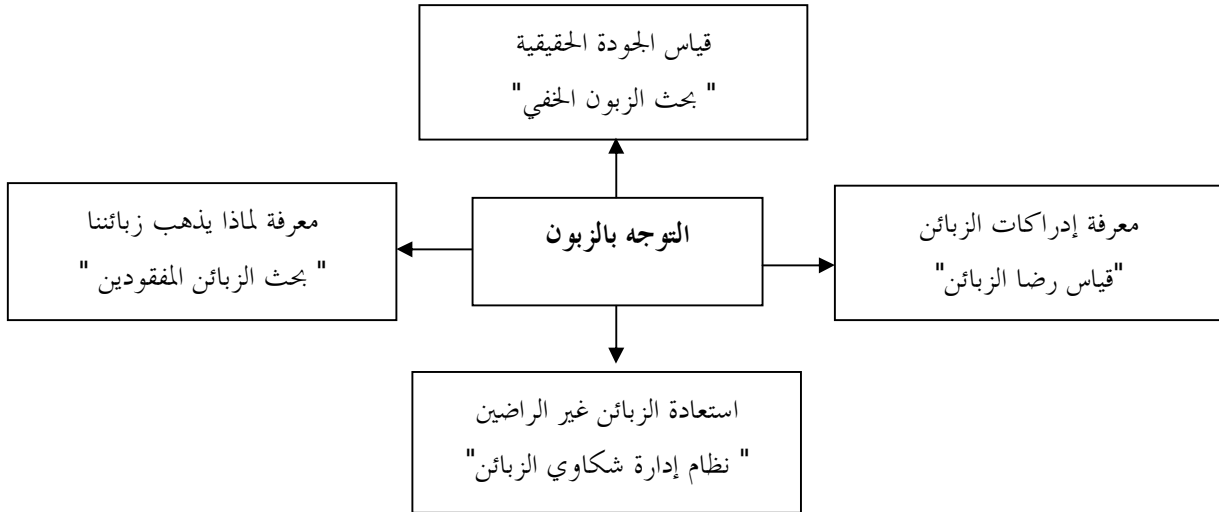 قياس الجودة الحقيقية
" بحث الزبون الخفي"
معرفة إدراكات الزبائن
"قياس رضا الزبائن"
التوجه بالزبون
معرفة لماذا يذهب زبائننا
" بحث الزبائن المفقودين "
استعادة الزبائن غير الراضين
" نظام إدارة شكاوي الزبائن"